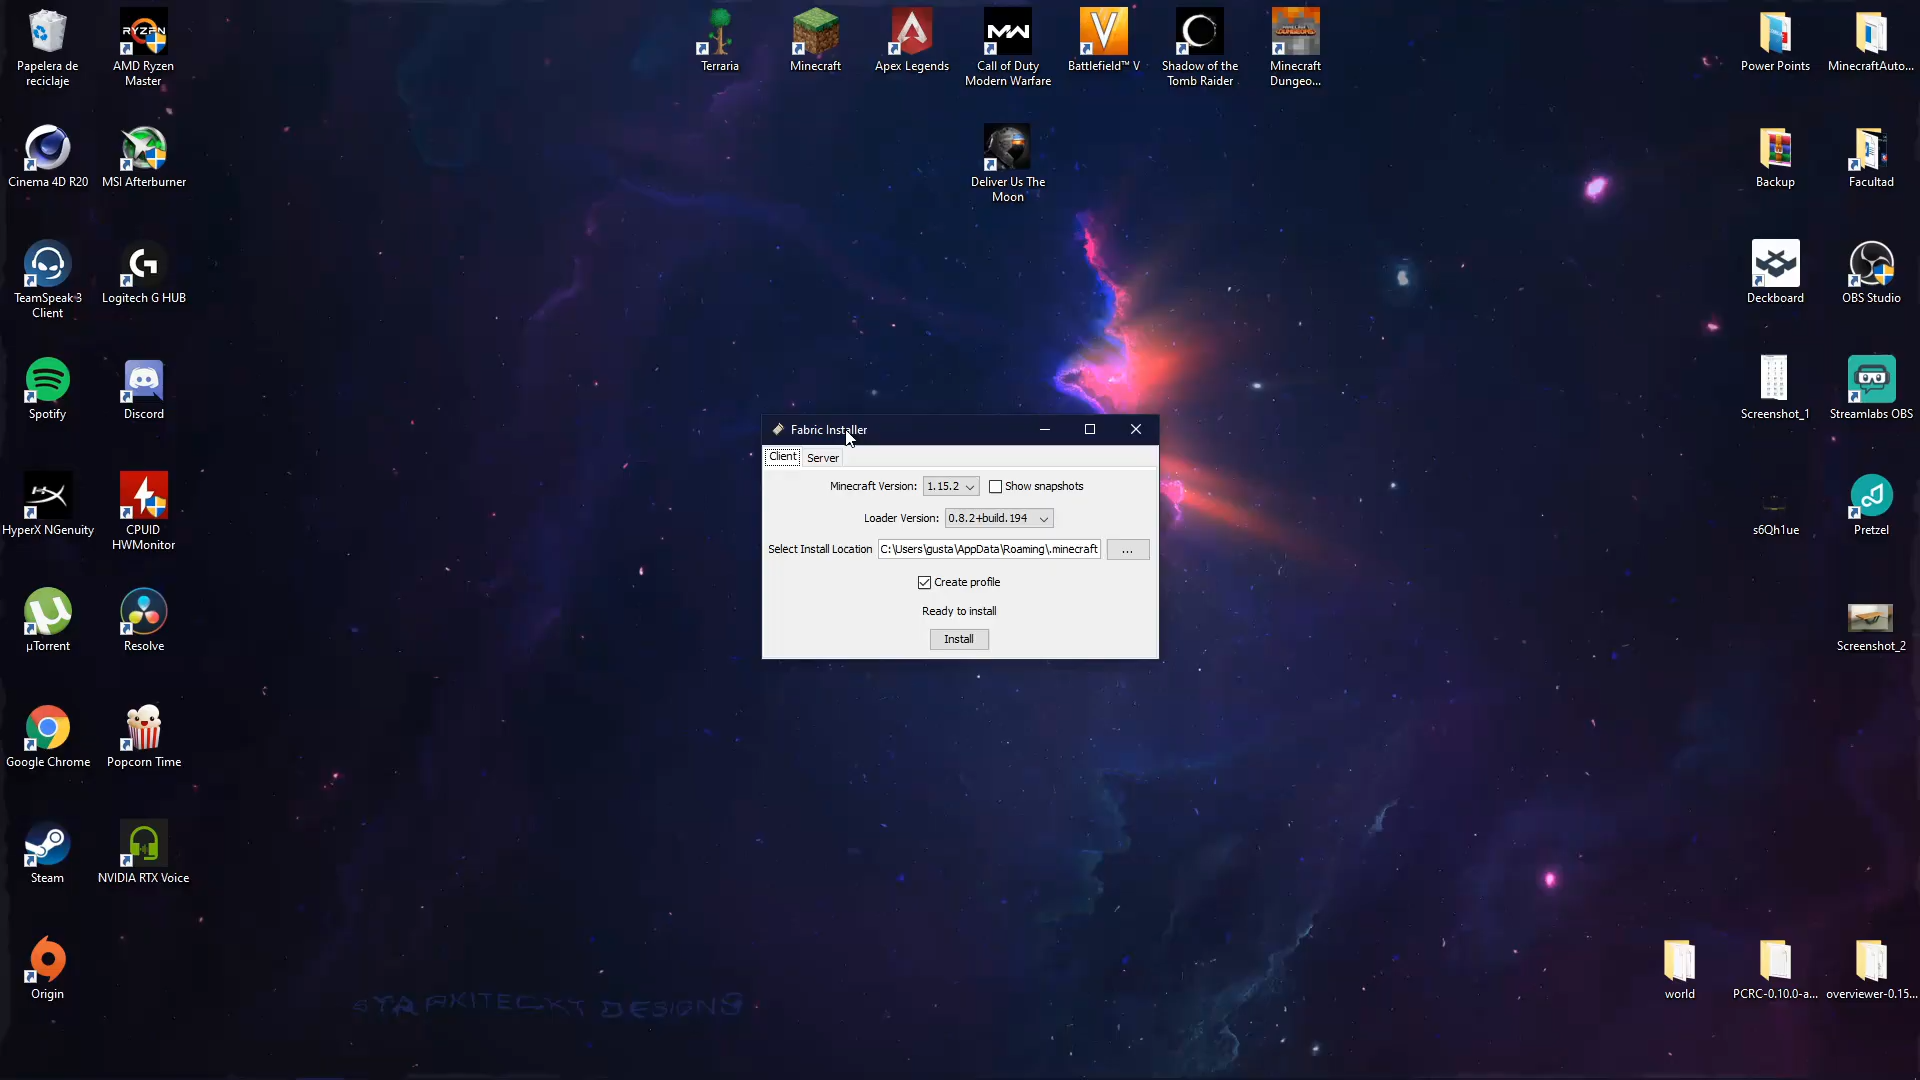 Papelera de
reciclaje
AMD Ryzen
Master
Terraria
Minecraft
Apex Legends
Call of Duty
Modern Warfare
Battlefield™ V
Shadow of the
Tomb Raider
Minecraft
Dungeo...
Power Points
MinecraftAuto...
Cinema 4D R20
MSI Afterburner
Deliver Us The
Moon
Backup
Facultad
TeamSpeak 3
Client
Logitech G HUB
Deckboard
OBS Studio
Spotify
Discord
Screenshot_1
Streamlabs OBS
Fabric Installer
Client
Server
Minecraft Version:
1.15.2
Show snapshots
Loader Version:
0.8.2+build.194
Select Install Location
C:\Users\gusta\AppData\Roaming\.minecraft
...
Create profile
Ready to install
Install
HyperX NGenuity
CPUID
HWMonitor
s6Qh1ue
Pretzel
µTorrent
Resolve
Screenshot_2
Google Chrome
Popcorn Time
Steam
NVIDIA RTX Voice
Origin
world
PCRC-0.10.0-a...
overviewer-0.15...
STARKITECKT DESIGNS
RYZEN